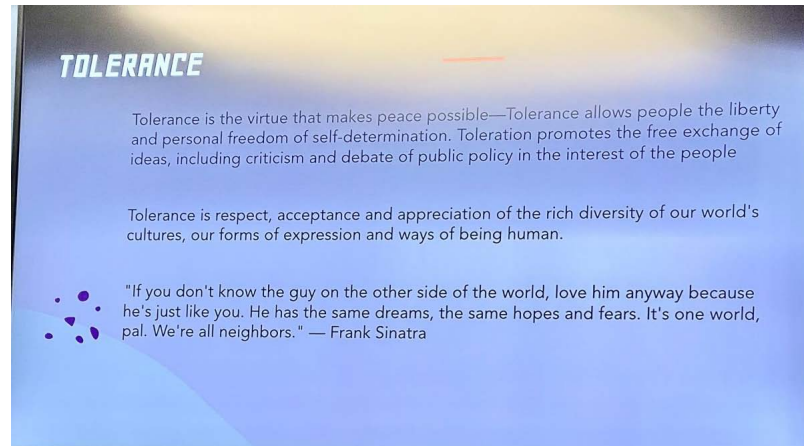 TOLERANCE
Tolerance is the virtue that makes peace possible—Tolerance allows people the liberty
and personal freedom of self-determination. Toleration promotes the free exchange of
ideas, including criticism and debate of public policy in the interest of the people
Tolerance is respect, acceptance and appreciation of the rich diversity of our world's
cultures, our forms of expression and ways of being human.
"If you don't know the guy on the other side of the world, love him anyway because
he's just like you. He has the same dreams, the same hopes and fears. It's one world,
pal. We're all neighbors." — Frank Sinatra